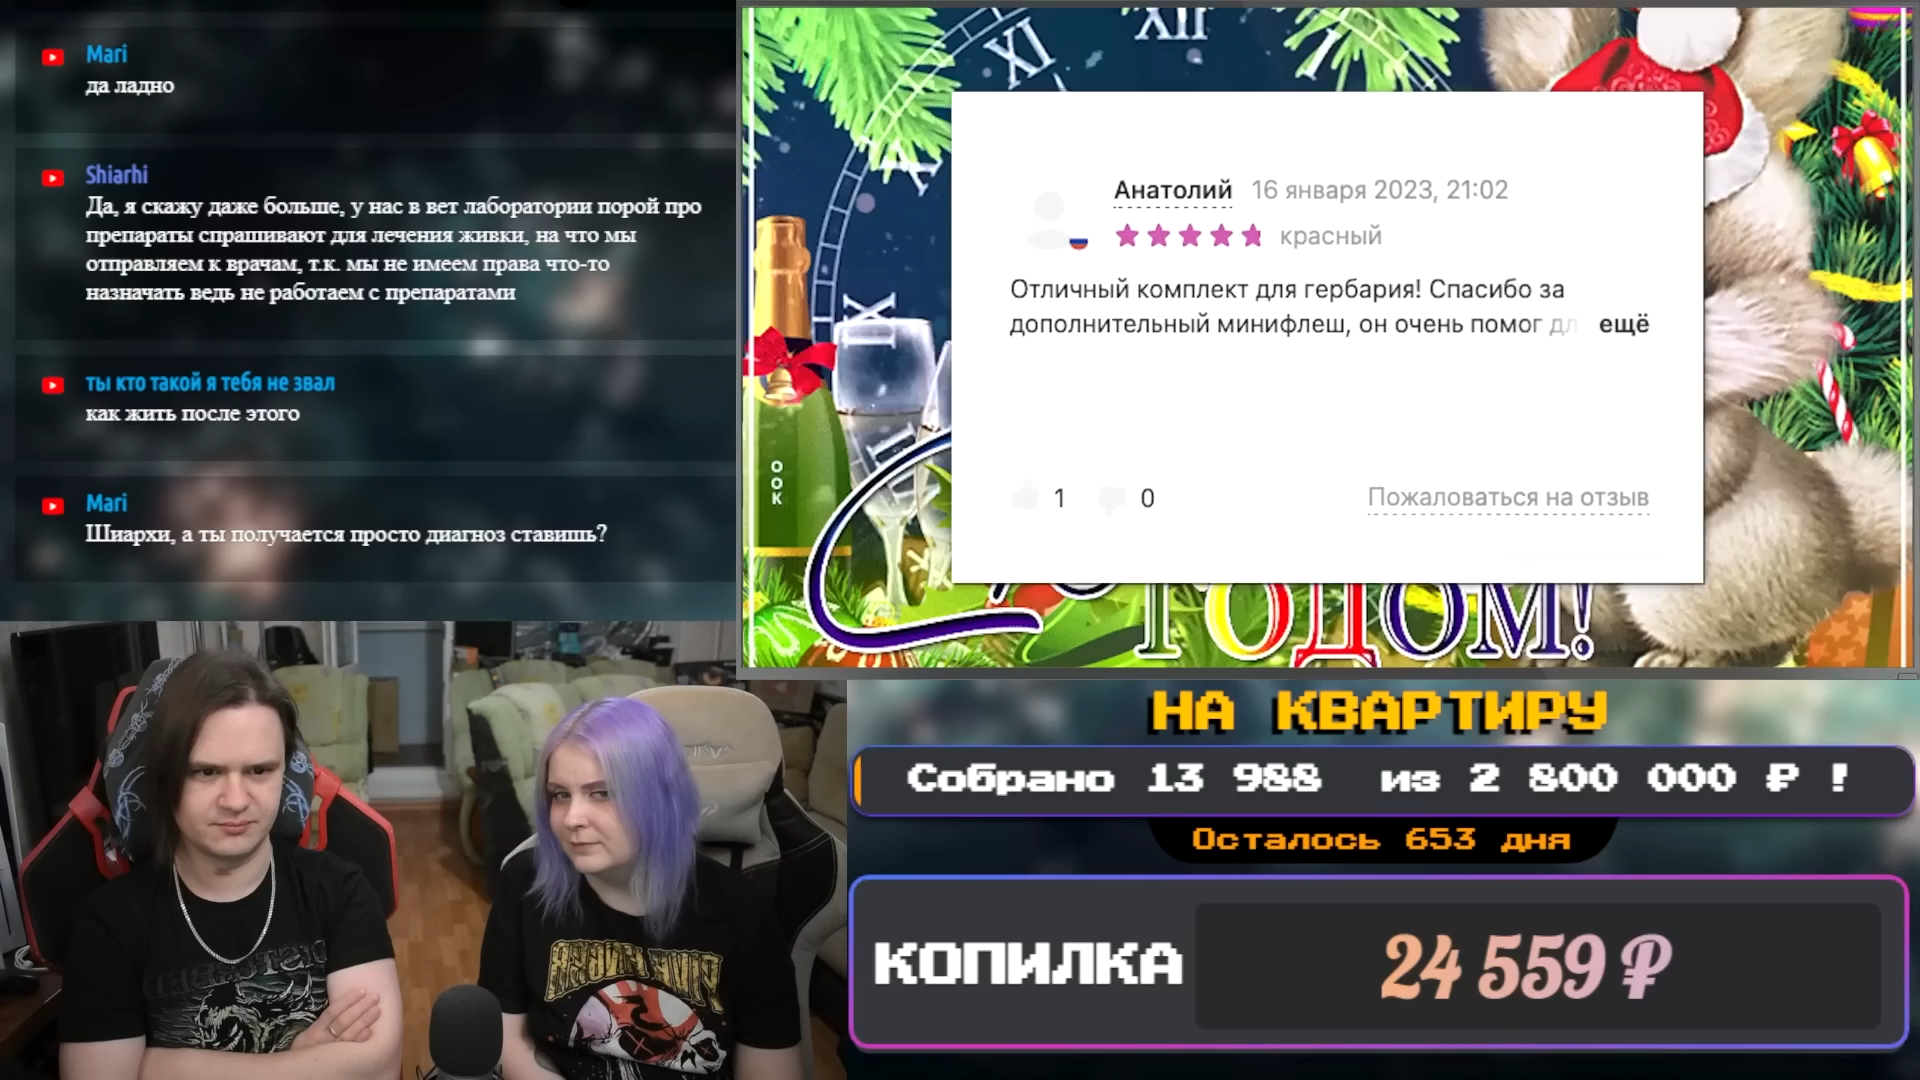 Mari
да ладно
Shiarhi
Да, я скажу даже больше, у нас в вет лаборатории порой про
препараты спрашивают для лечения живки, на что мы
отправляем к врачам, т.к. мы не имеем права что-то
назначать ведь не работаем с препаратами
ты кто такой я тебя не звал
как жить после этого
Mari
Шиархи, а ты получается просто диагноз ставишь?
XII
XI
I
X
IX
Анатолий 16 января 2023, 21:02
красный
Отличный комплект для гербария! Спасибо за
дополнительный минифлеш, он очень помог дл ещё
1 0 Пожаловаться на отзыв
ГОДОМ!
НА КВАРТИРУ
Собрано 13 988 из 2 800 000 ₽ !
Осталось 653 дня
КОПИЛКА 24 559 ₽
DISTURBED